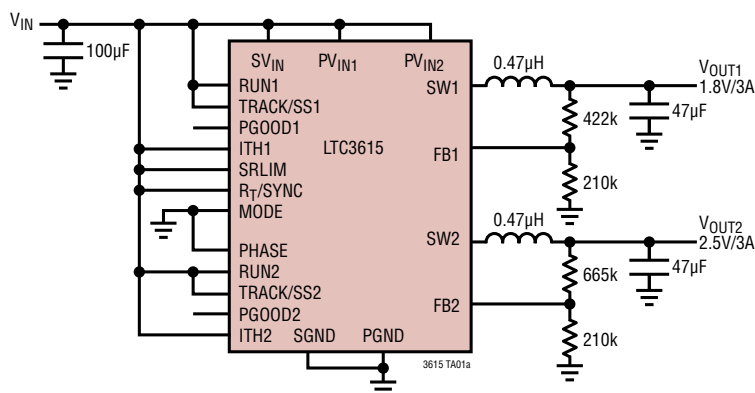 VIN
100µF
SVIN PVIN1 PVIN2
RUN1
TRACK/SS1
PGOOD1
ITH1
SRLIM
RT/SYNC
MODE
PHASE
RUN2
TRACK/SS2
PGOOD2
ITH2
SGND PGND
LTC3615
SW1
FB1
SW2
FB2
0.47µH
VOUT1
1.8V/3A
422k
47µF
210k
0.47µH
VOUT2
2.5V/3A
665k
47µF
210k
3615 TA01a